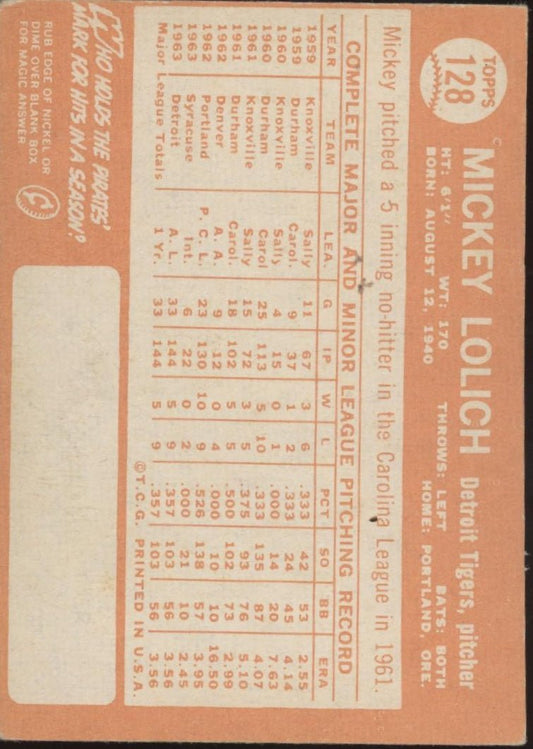 TOPPS
128
MICKEY LOLICH Detroit Tigers, pitcher
HT: 6'1" WT: 170 THROWS: LEFT BATS: BOTH
BORN: AUGUST 12, 1940 HOME: PORTLAND, ORE.
Mickey pitched a 5 inning no-hitter in the Carolina League in 1961.
COMPLETE MAJOR AND MINOR LEAGUE PITCHING RECORD
YEAR TEAM LEA. G IP W L PCT SO BB ERA
1959 Knoxville Sally 11 67 3 6 .333 42 53 2.55
1959 Durham Carol. 9 37 1 2 .333 24 45 4.14
1960 Knoxville Sally 4 15 0 1 .000 14 20 7.63
1960 Durham Carol 25 113 5 10 .333 135 87 4.07
1961 Knoxville Sally 15 72 3 5 .375 93 76 5.10
1961 Durham Carol. 18 102 5 5 .500 102 73 2.99
1962 Denver A. A. 9 12 0 4 .000 10 10 16.50
1962 Portland P. C. L. 23 130 10 9 .526 138 57 3.95
1963 Syracuse Int. 6 22 0 2 .000 21 10 2.45
1963 Detroit A. L. 33 144 5 9 .357 103 56 3.56
Major League Totals 1 Yr. 33 144 5 9 .357 103 56 3.56
©T.C.G. PRINTED IN U.S.A.
WHO HOLDS THE PIRATES'
MARK FOR HITS IN A SEASON?
RUB EDGE OF NICKEL OR
DIME OVER BLANK BOX
FOR MAGIC ANSWER